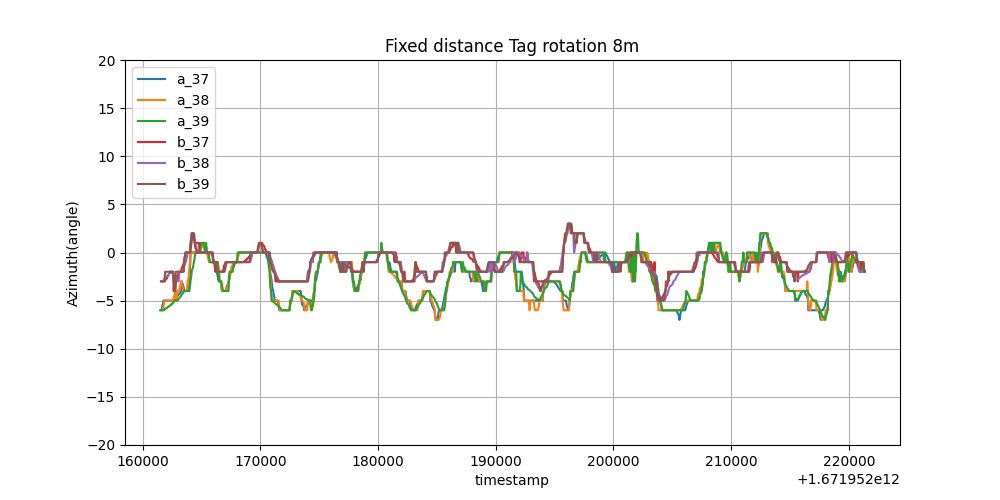 Fixed distance Tag rotation 8m
20
15
10
5
0
−5
−10
−15
−20
Azimuth(angle)
a_37
a_38
a_39
b_37
b_38
b_39
160000 170000 180000 190000 200000 210000 220000
timestamp
+1.671952e12